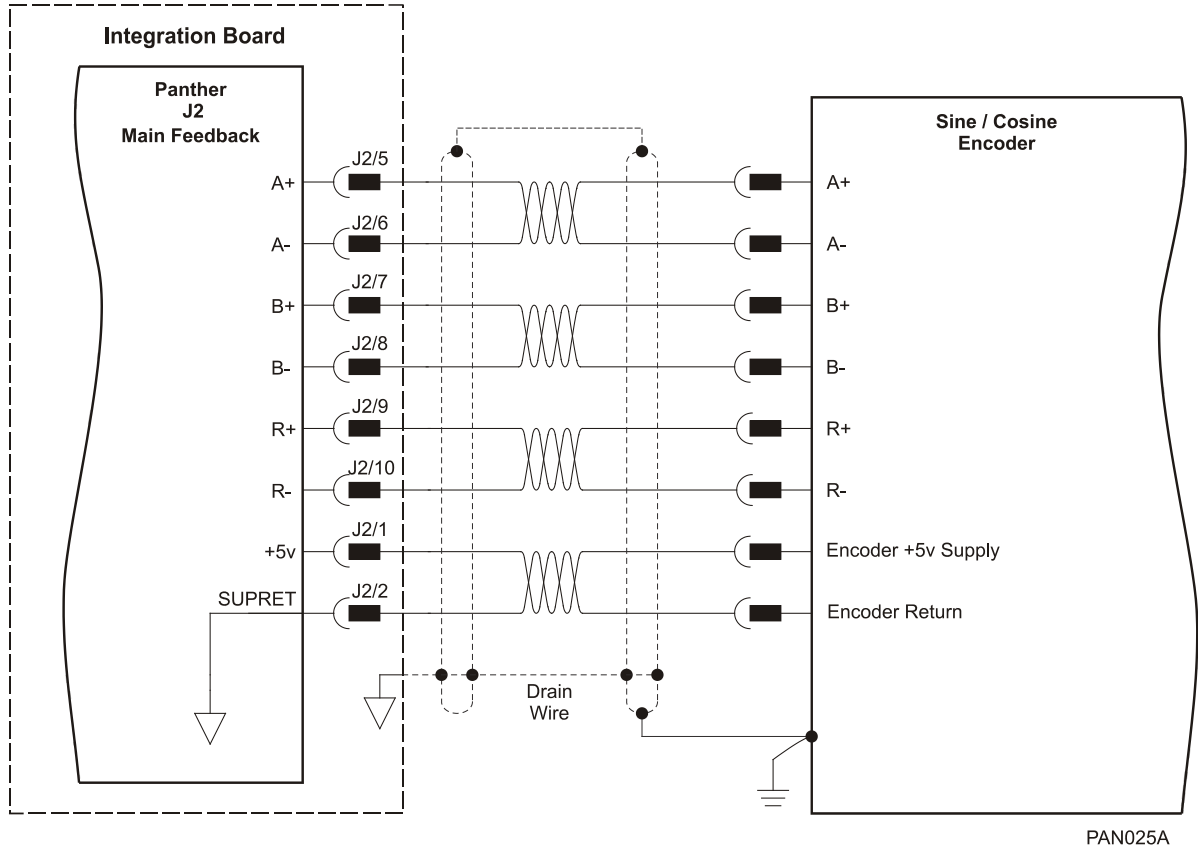 Integration Board
Panther
J2
Main Feedback
Sine / Cosine
Encoder
A+ J2/5 A+
A- J2/6 A-
B+ J2/7 B+
B- J2/8 B-
R+ J2/9 R+
R- J2/10 R-
+5v J2/1 Encoder +5v Supply
SUPRET J2/2 Encoder Return
Drain
Wire
PAN025A